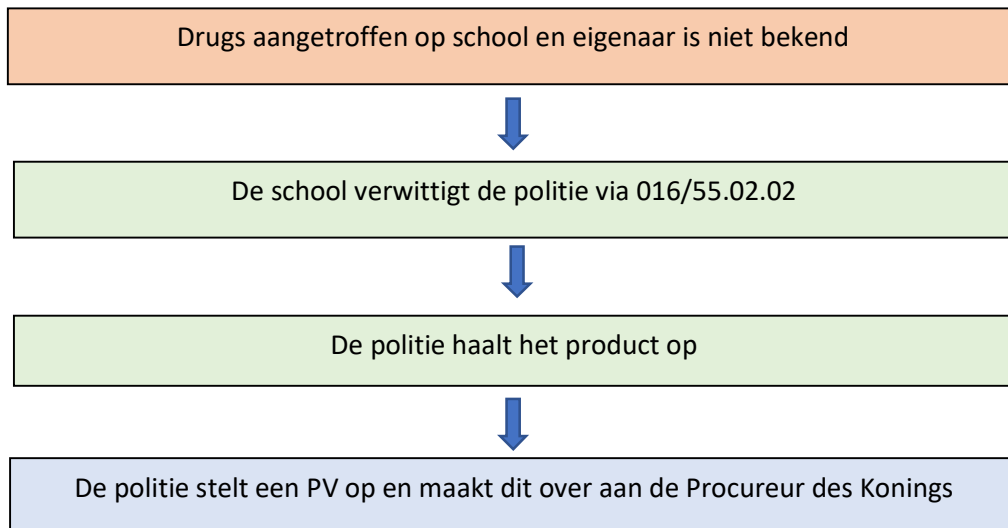 Drugs aangetroffen op school en eigenaar is niet bekend
De school verwittigt de politie via 016/55.02.02
De politie haalt het product op
De politie stelt een PV op en maakt dit over aan de Procureur des Konings